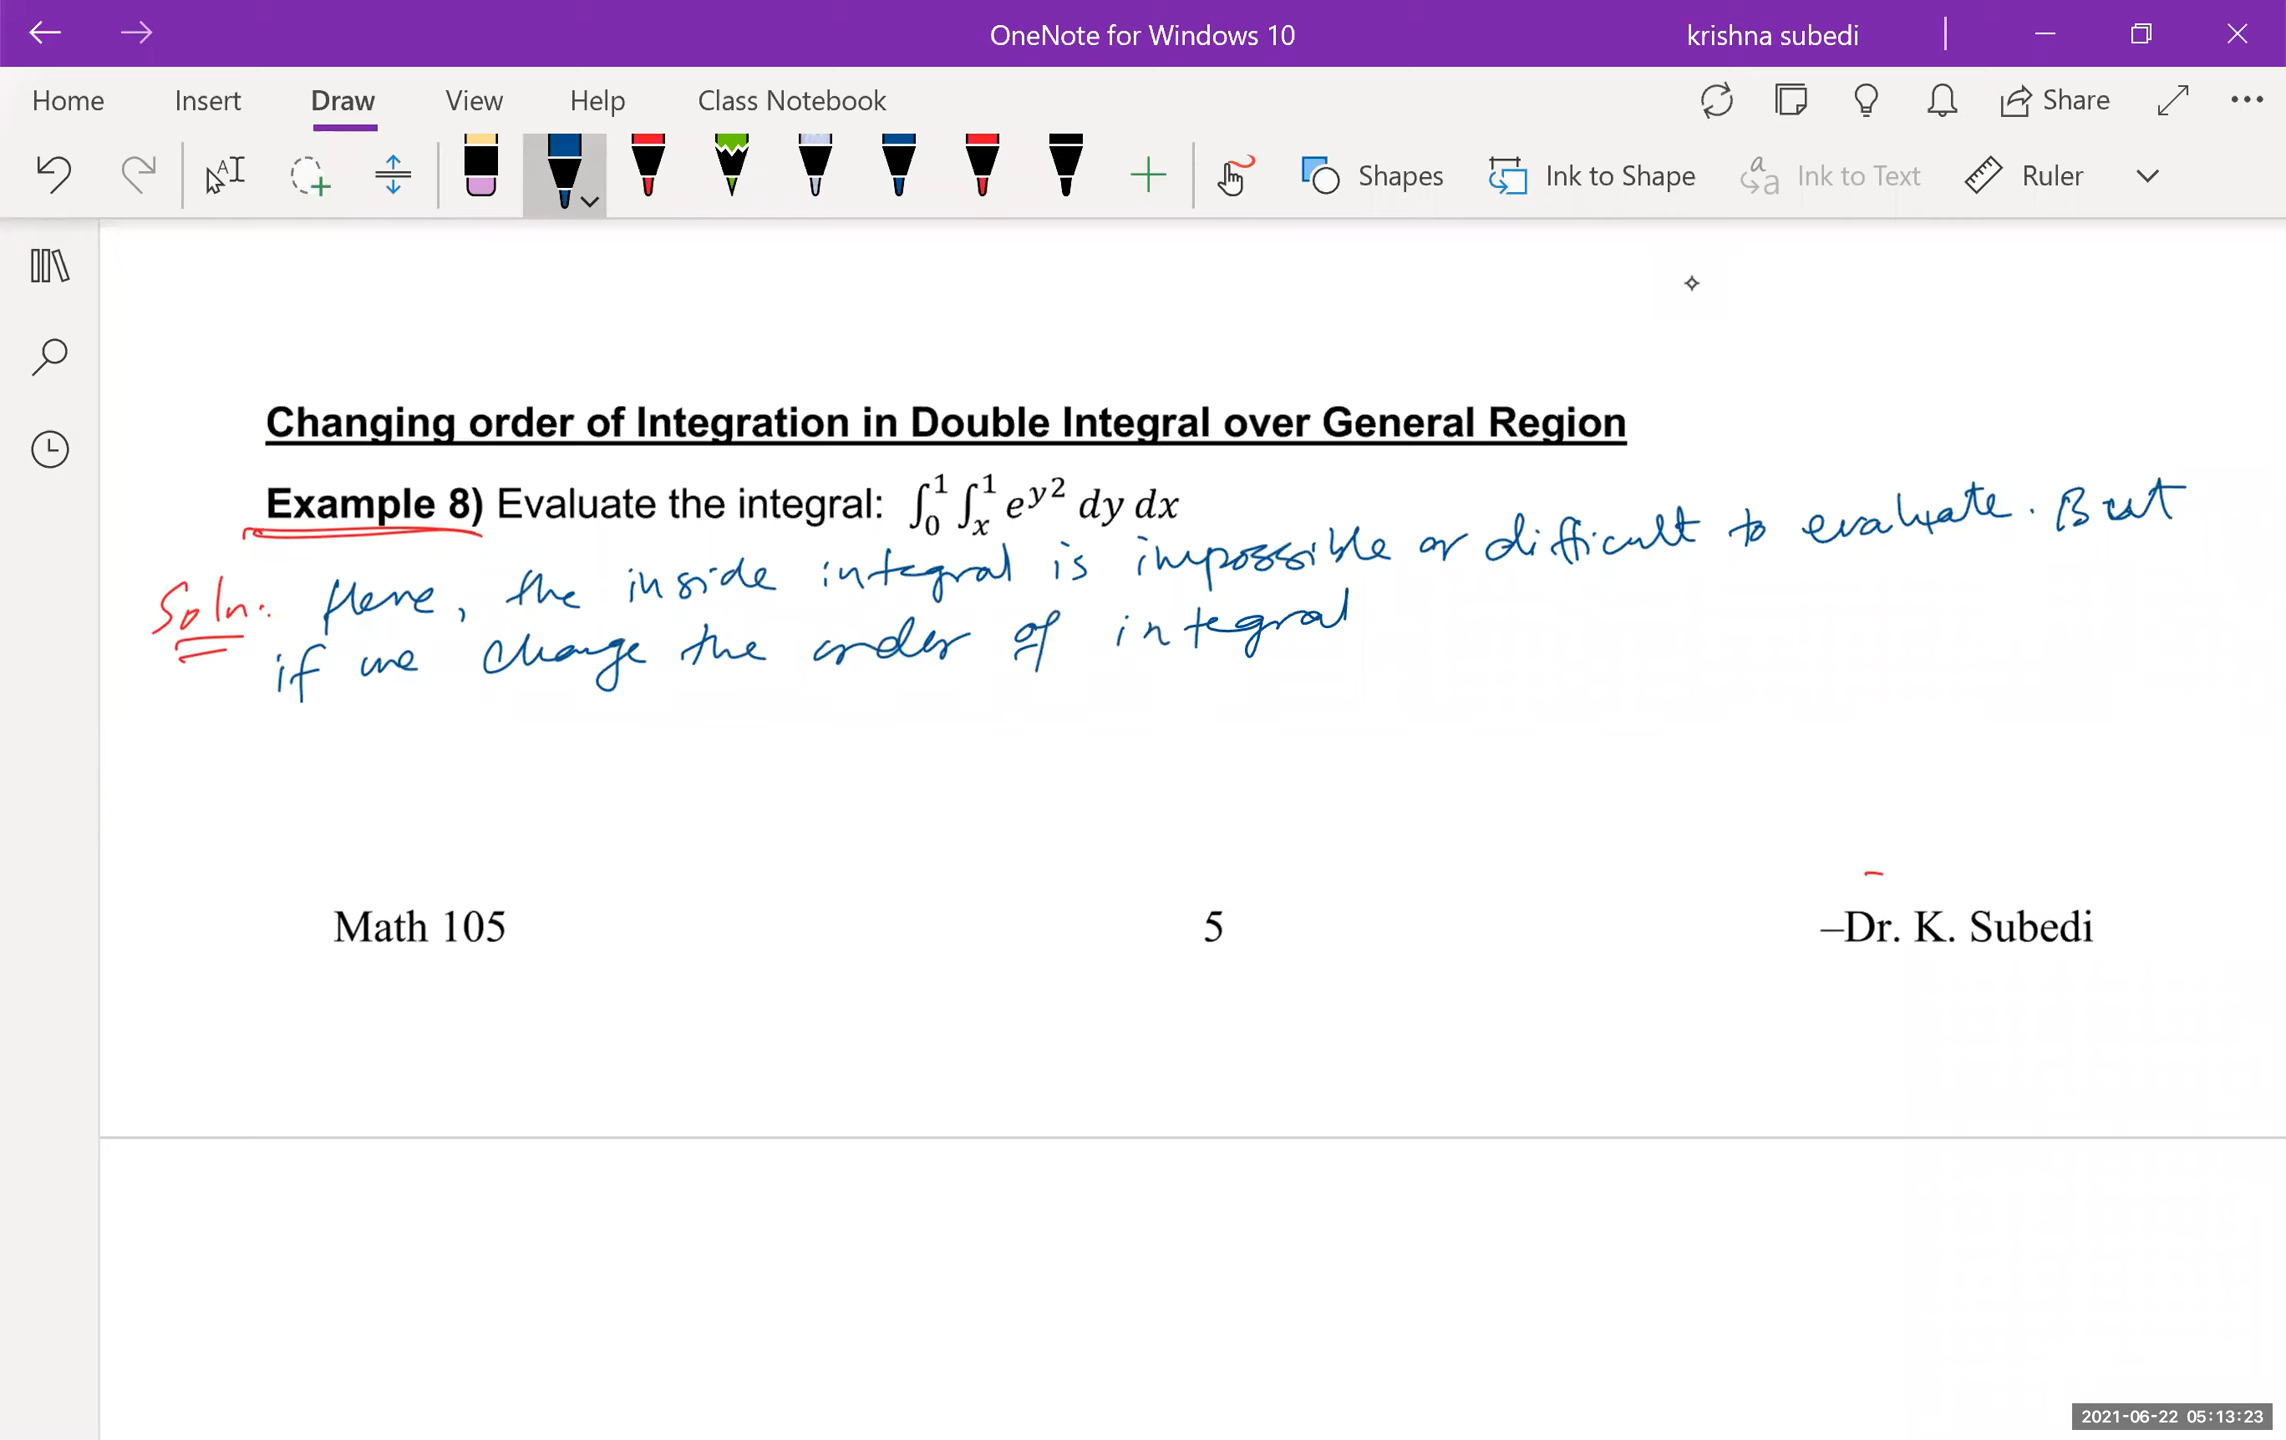 OneNote for Windows 10
krishna subedi
Home Insert Draw View Help Class Notebook Share
Shapes Ink to Shape Ink to Text Ruler
Changing order of Integration in Double Integral over General Region
Example 8) Evaluate the integral: ∫₀¹ ∫ₓ¹ e^{y^2} dy dx
Soln: Here, the inside integral is impossible or difficult to evaluate. But
if we change the order of integral
Math 105 5 –Dr. K. Subedi
2021-06-22 05:13:23